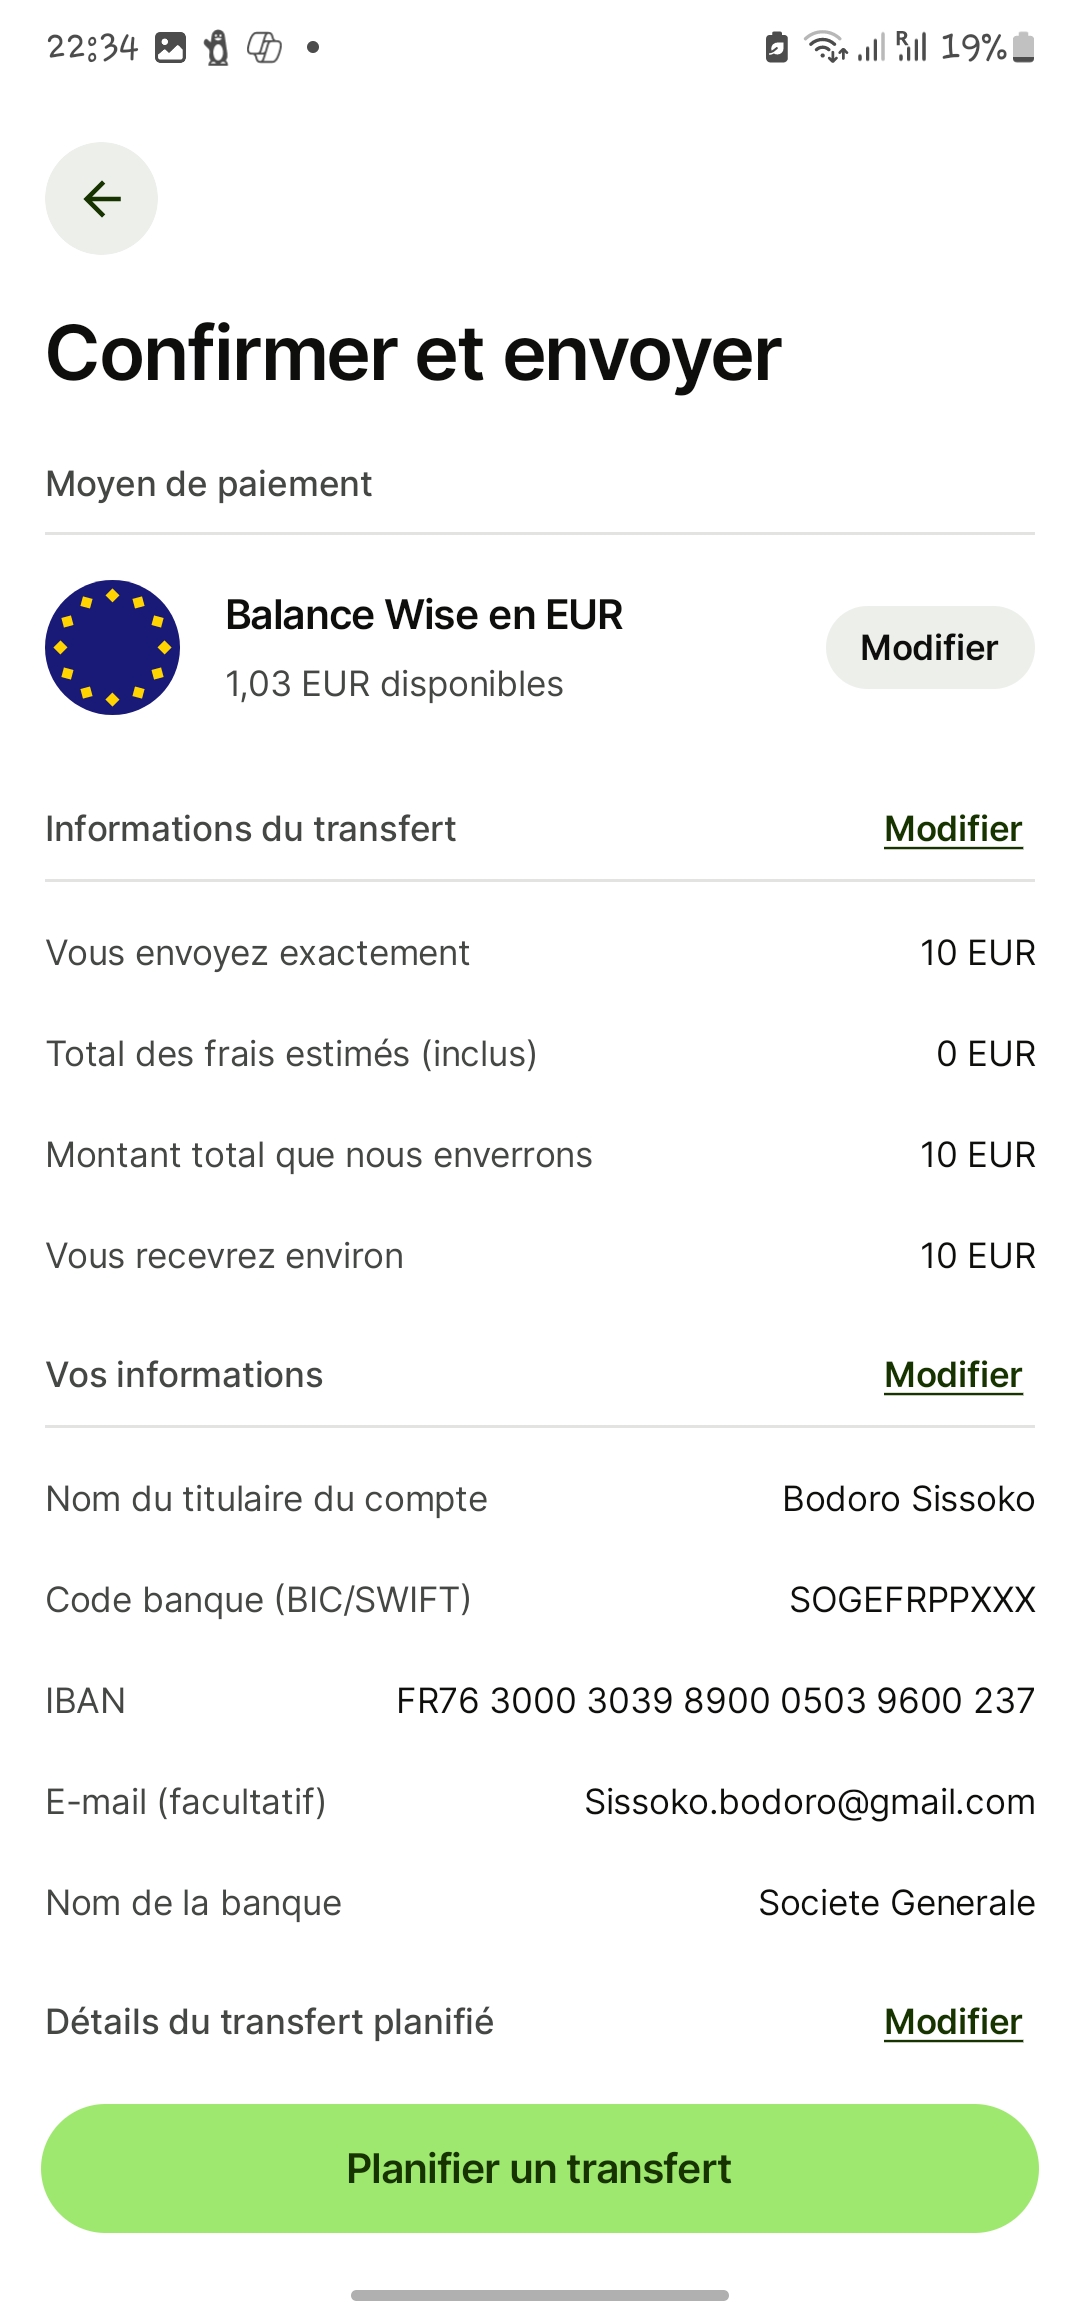 22:34 19%
Confirmer et envoyer
Moyen de paiement
Balance Wise en EUR
1,03 EUR disponibles
Modifier
Informations du transfert Modifier
Vous envoyez exactement 10 EUR
Total des frais estimés (inclus) 0 EUR
Montant total que nous enverrons 10 EUR
Vous recevrez environ 10 EUR
Vos informations Modifier
Nom du titulaire du compte Bodoro Sissoko
Code banque (BIC/SWIFT) SOGEFRPPXXX
IBAN FR76 3000 3039 8900 0503 9600 237
E-mail (facultatif) Sissoko.bodoro@gmail.com
Nom de la banque Societe Generale
Détails du transfert planifié Modifier
Planifier un transfert